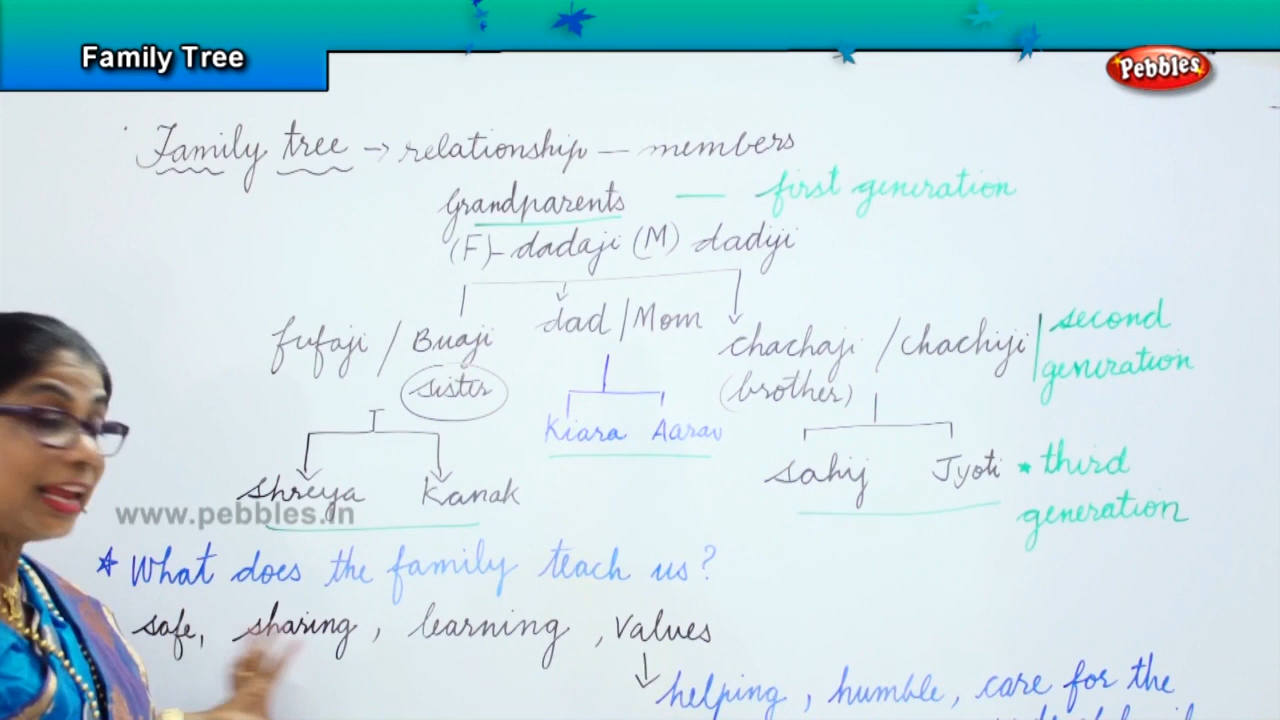 Family Tree
Pebbles
Family tree → relationship — members
Grandparents — first generation
(F)- dadaji (M) dadiji
fufaji / Buaji dad / Mom chachaji / chachiji second generation
sister (brother)
Kiara Aarav
Shreya Kanak Sahij Jyoti * third generation
www.pebbles.in
* What does the family teach us?
safe, sharing, learning, values
helping, humble, care for the